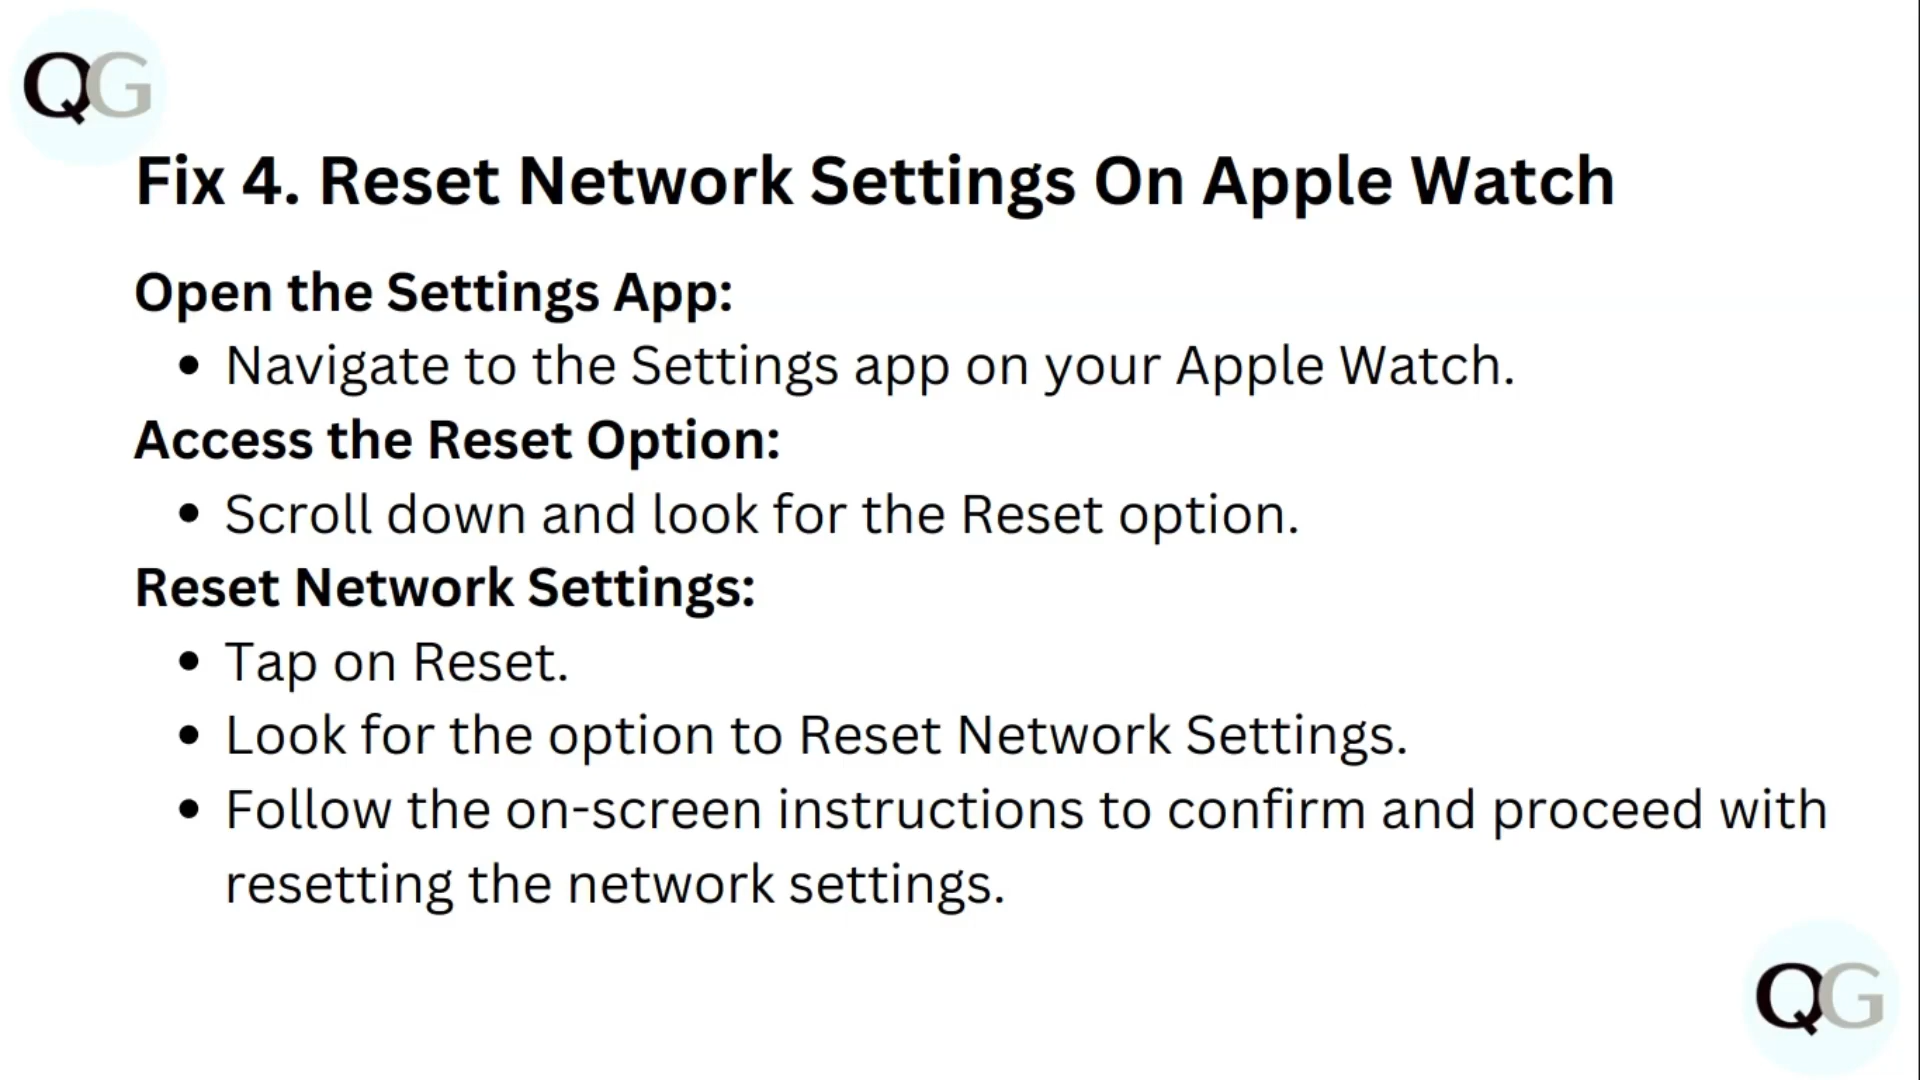 QG
Fix 4. Reset Network Settings On Apple Watch
Open the Settings App:
• Navigate to the Settings app on your Apple Watch.
Access the Reset Option:
• Scroll down and look for the Reset option.
Reset Network Settings:
• Tap on Reset.
• Look for the option to Reset Network Settings.
• Follow the on-screen instructions to confirm and proceed with
resetting the network settings.
QG